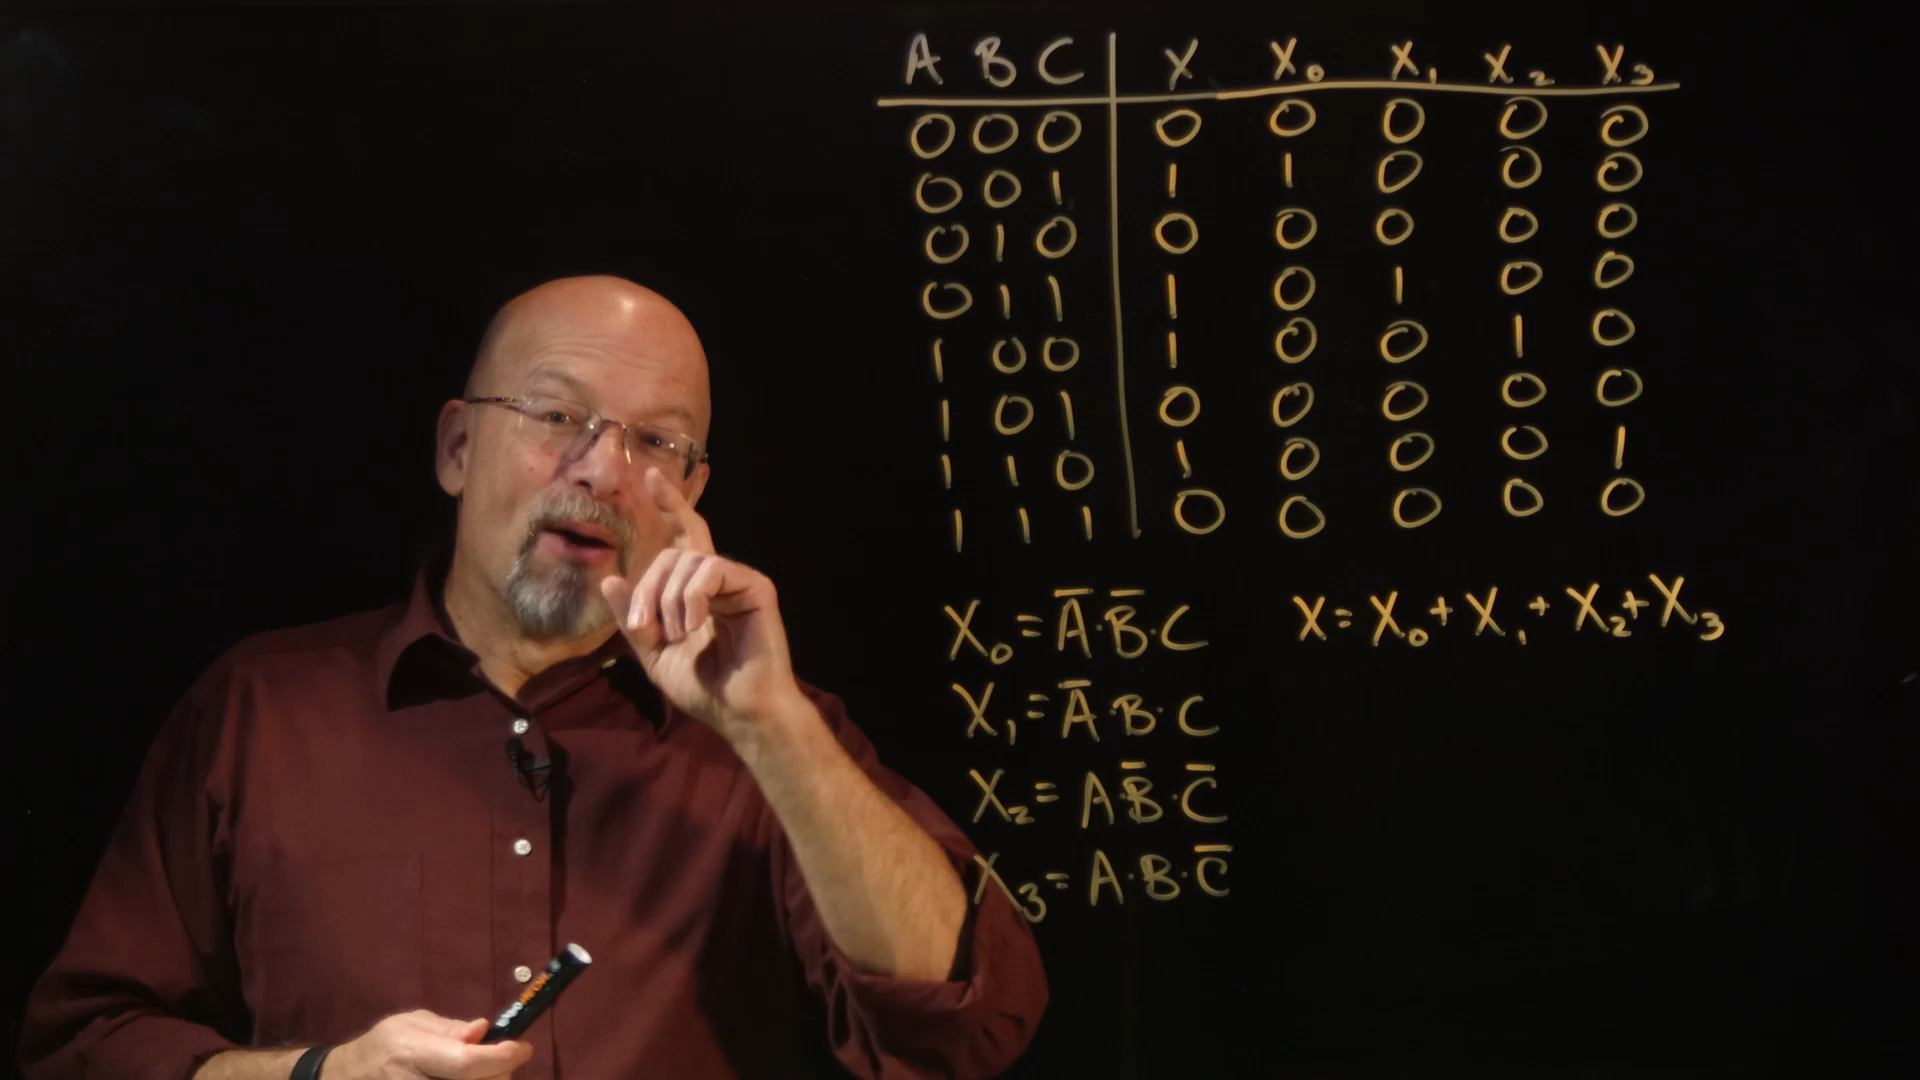 A B C X X₀ X₁ X₂ X₃
0 0 0 0 0 0 0 0
0 0 1 1 1 0 0 0
0 1 0 0 0 0 0 0
0 1 1 1 0 1 0 0
1 0 0 1 0 0 1 0
1 0 1 0 0 0 0 0
1 1 0 1 0 0 0 1
1 1 1 0 0 0 0 0
X₀ = A̅·B̅·C
X₁ = A̅·B·C
X₂ = A·B̅·C̅
X₃ = A·B·C̅
X = X₀ + X₁ + X₂ + X₃